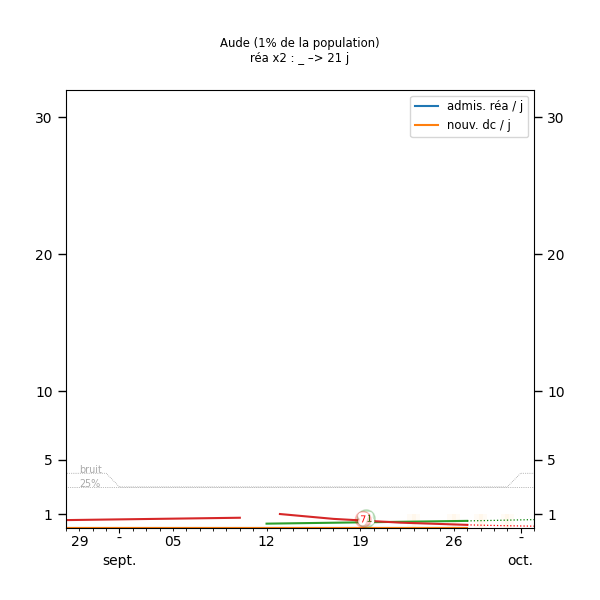 Aude (1% de la population)
réa x2 : _ –> 21 j
admis. réa / j
nouv. dc / j
30 30
20 20
10 10
5 5
bruit
25%
1 1
29 - 05 12 19 26 -
sept. oct.